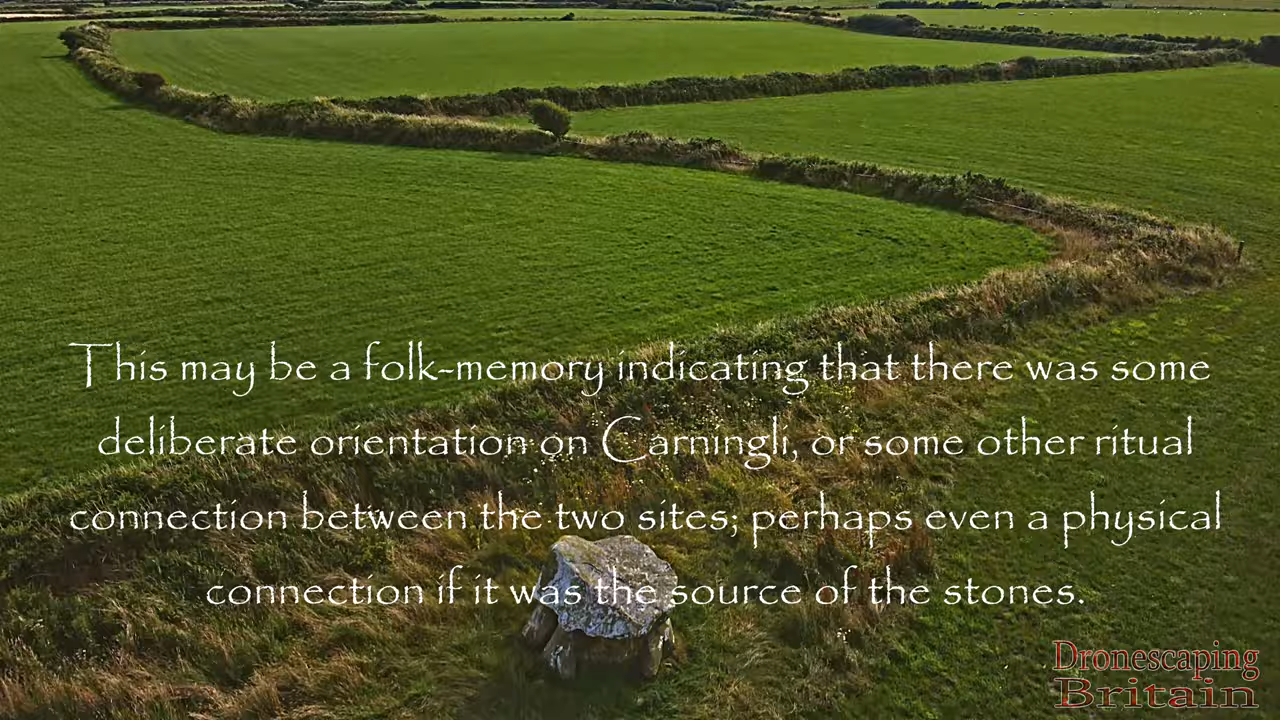 This may be a folk-memory indicating that there was some
deliberate orientation on Carningli, or some other ritual
connection between the two sites; perhaps even a physical
connection if it was the source of the stones.
Dronescaping
Britain